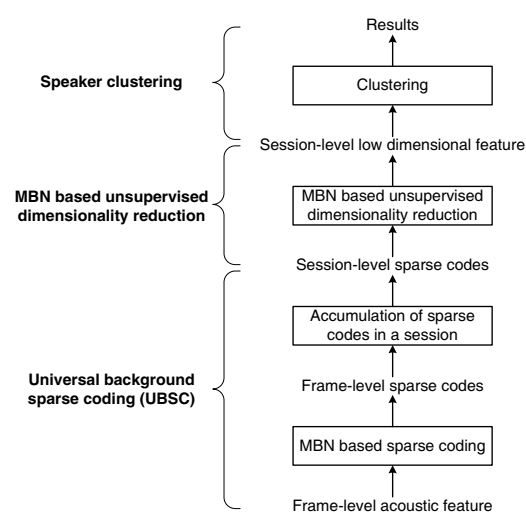 Results
Speaker clustering
Clustering
Session-level low dimensional feature
MBN based unsupervised
dimensionality reduction
MBN based unsupervised
dimensionality reduction
Session-level sparse codes
Accumulation of sparse
codes in a session
Universal background
sparse coding (UBSC)
Frame-level sparse codes
MBN based sparse coding
Frame-level acoustic feature